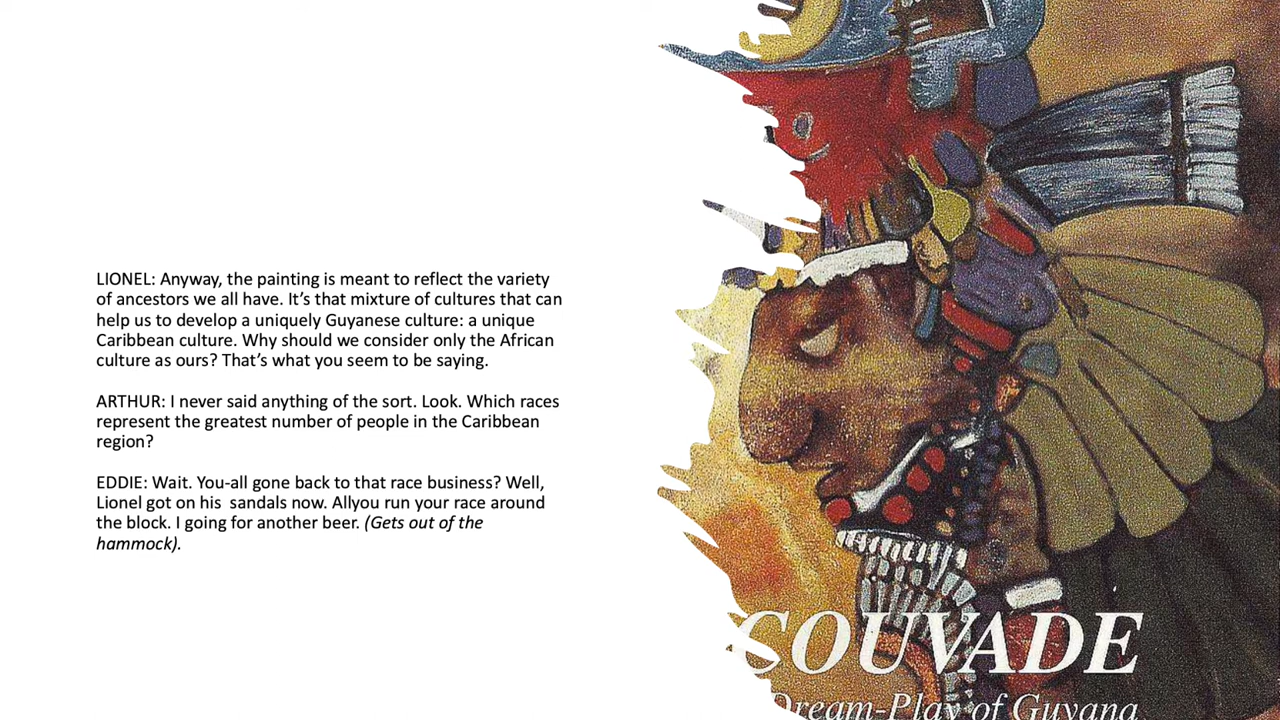 LIONEL: Anyway, the painting is meant to reflect the variety
of ancestors we all have. It’s that mixture of cultures that can
help us to develop a uniquely Guyanese culture: a unique
Caribbean culture. Why should we consider only the African
culture as ours? That’s what you seem to be saying.
ARTHUR: I never said anything of the sort. Look. Which races
represent the greatest number of people in the Caribbean
region?
EDDIE: Wait. You-all gone back to that race business? Well,
Lionel got on his  sandals now. Allyou run your race around
the block. I going for another beer. (Gets out of the
hammock).
COUVADE
Dream-Play of Guyana